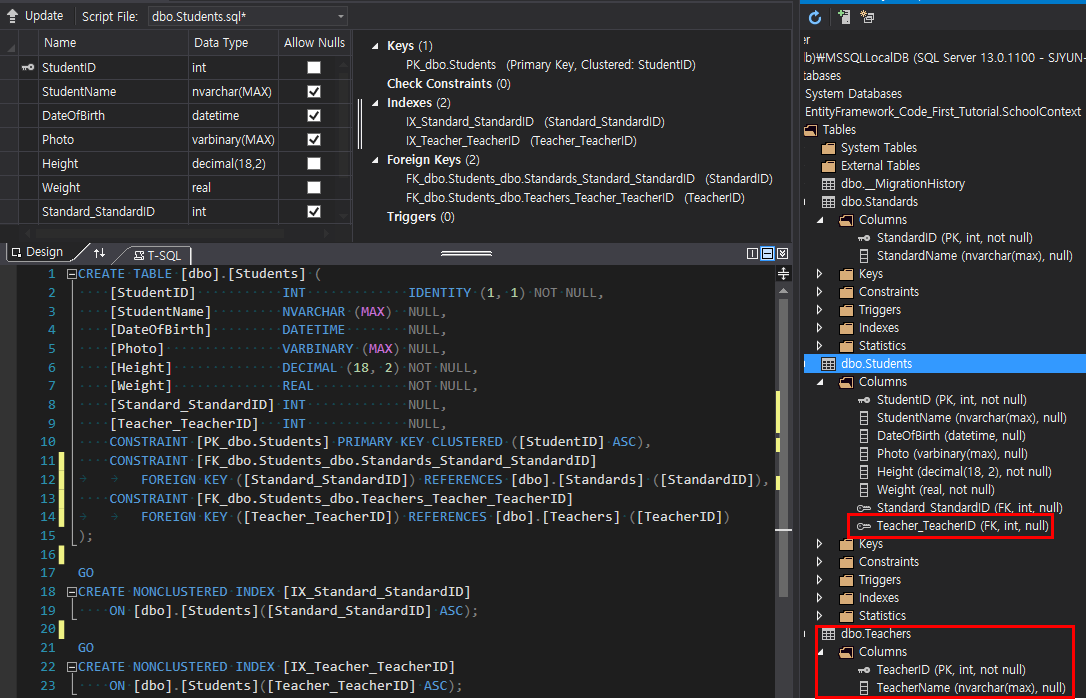 Update Script File: dbo.Students.sql*
Name Data Type Allow Nulls
StudentID int
StudentName nvarchar(MAX)
DateOfBirth datetime
Photo varbinary(MAX)
Height decimal(18,2)
Weight real
Standard_StandardID int
Keys (1)
PK_dbo.Students (Primary Key, Clustered: StudentID)
Check Constraints (0)
Indexes (2)
IX_Standard_StandardID (Standard_StandardID)
IX_Teacher_TeacherID (Teacher_TeacherID)
Foreign Keys (2)
FK_dbo.Students_dbo.Standards_Standard_StandardID (StandardID)
FK_dbo.Students_dbo.Teachers_Teacher_TeacherID (TeacherID)
Triggers (0)
Design T-SQL
1 CREATE TABLE [dbo].[Students] (
2 [StudentID] INT IDENTITY (1, 1) NOT NULL,
3 [StudentName] NVARCHAR (MAX) NULL,
4 [DateOfBirth] DATETIME NULL,
5 [Photo] VARBINARY (MAX) NULL,
6 [Height] DECIMAL (18, 2) NOT NULL,
7 [Weight] REAL NOT NULL,
8 [Standard_StandardID] INT NULL,
9 [Teacher_TeacherID] INT NULL,
10 CONSTRAINT [PK_dbo.Students] PRIMARY KEY CLUSTERED ([StudentID] ASC),
11 CONSTRAINT [FK_dbo.Students_dbo.Standards_Standard_StandardID]
12 FOREIGN KEY ([Standard_StandardID]) REFERENCES [dbo].[Standards] ([StandardID]),
13 CONSTRAINT [FK_dbo.Students_dbo.Teachers_Teacher_TeacherID]
14 FOREIGN KEY ([Teacher_TeacherID]) REFERENCES [dbo].[Teachers] ([TeacherID])
15 );
16
17 GO
18 CREATE NONCLUSTERED INDEX [IX_Standard_StandardID]
19 ON [dbo].[Students]([Standard_StandardID] ASC);
20
21 GO
22 CREATE NONCLUSTERED INDEX [IX_Teacher_TeacherID]
23 ON [dbo].[Students]([Teacher_TeacherID] ASC);
er
b)₩MSSQLLocalDB (SQL Server 13.0.1100 - SJYUN-
tabases
System Databases
EntityFramework_Code_First_Tutorial.SchoolContext
Tables
System Tables
External Tables
dbo.__MigrationHistory
dbo.Standards
Columns
StandardID (PK, int, not null)
StandardName (nvarchar(max), null)
Keys
Constraints
Triggers
Indexes
Statistics
dbo.Students
Columns
StudentID (PK, int, not null)
StudentName (nvarchar(max), null)
DateOfBirth (datetime, null)
Photo (varbinary(max), null)
Height (decimal(18, 2), not null)
Weight (real, not null)
Standard_StandardID (FK, int, null)
Teacher_TeacherID (FK, int, null)
Keys
Constraints
Triggers
Indexes
Statistics
dbo.Teachers
Columns
TeacherID (PK, int, not null)
TeacherName (nvarchar(max), null)